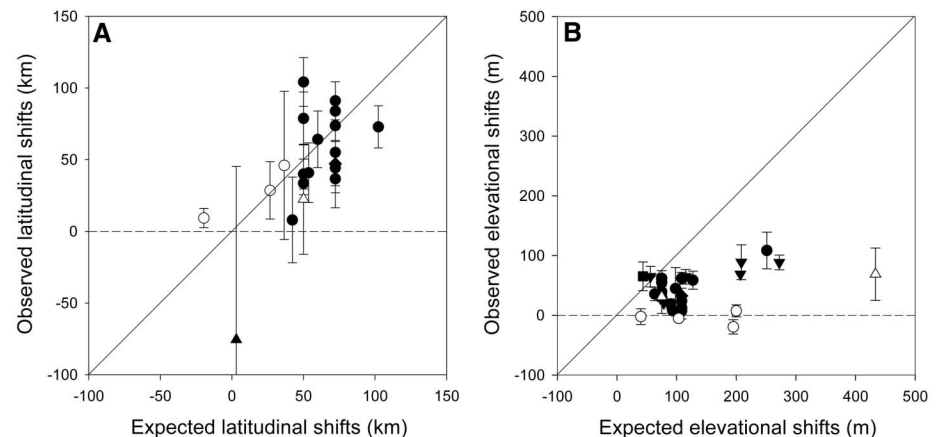 A
150
100
50
0
-50
-100
-100 -50 0 50 100 150
Observed latitudinal shifts (km)
Expected latitudinal shifts (km)
B
500
400
300
200
100
0
-100
-100 0 100 200 300 400 500
Observed elevational shifts (m)
Expected elevational shifts (m)